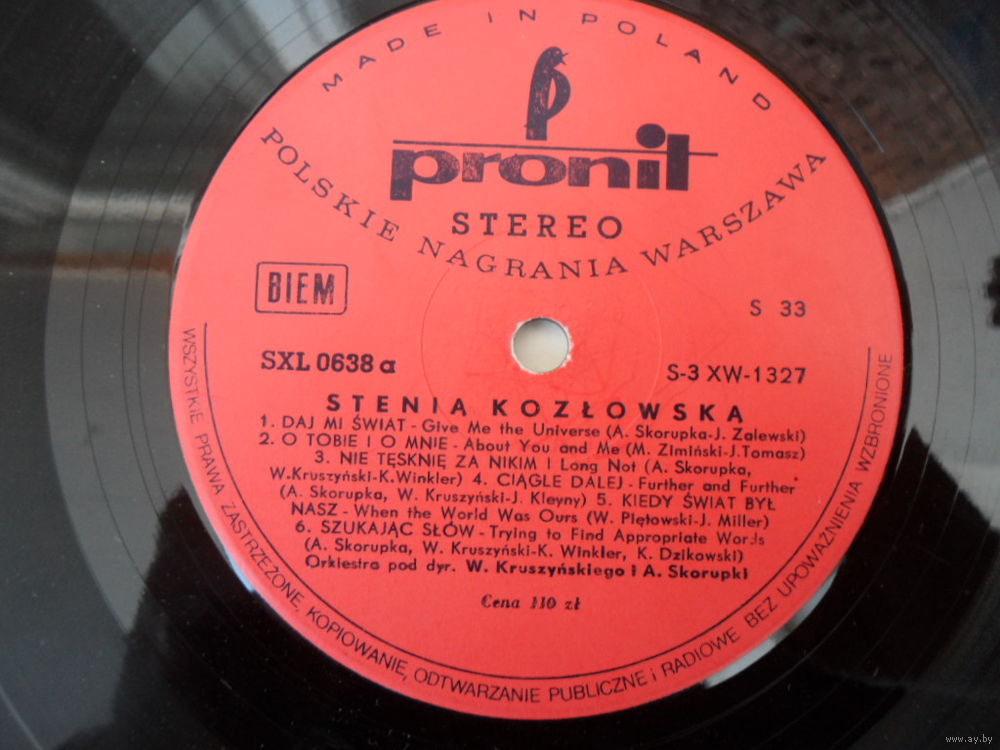 MADE IN POLAND
pronit
STEREO
POLSKIE NAGRANIA WARSZAWA
BIEM
S 33
SXL 0638 a
S-3 XW-1327
STENIA KOZŁOWSKA
1. DAJ MI ŚWIAT - Give Me the Universe (A. Skorupka-J. Zalewski)
2. O TOBIE I O MNIE - About You and Me (M. Zimiński-J. Tomasz)
3. NIE TĘSKNIĘ ZA NIKIM I Long Not (A. Skorupka,
W. Kruszyński-K. Winkler) 4. CIĄGLE DALEJ - Further and Further
(A. Skorupka, W. Kruszyński-J. Kleyny) 5. KIEDY ŚWIAT BYŁ
NASZ - When the World Was Ours (W. Piętowski-J. Miller)
6. SZUKAJĄC SŁÓW - Trying to Find Appropriate Words
(A. Skorupka, W. Kruszyński-K. Winkler, K. Dzikowski)
Orkiestra pod dyr. W. Kruszyńskiego i A. Skorupki
Cena 110 zł
WSZYSTKIE PRAWA ZASTRZEŻONE, KOPIOWANIE, ODTWARZANIE PUBLICZNE i RADIOWE BEZ UPOWAŻNIENIA WZBRONIONE
www.ay.by